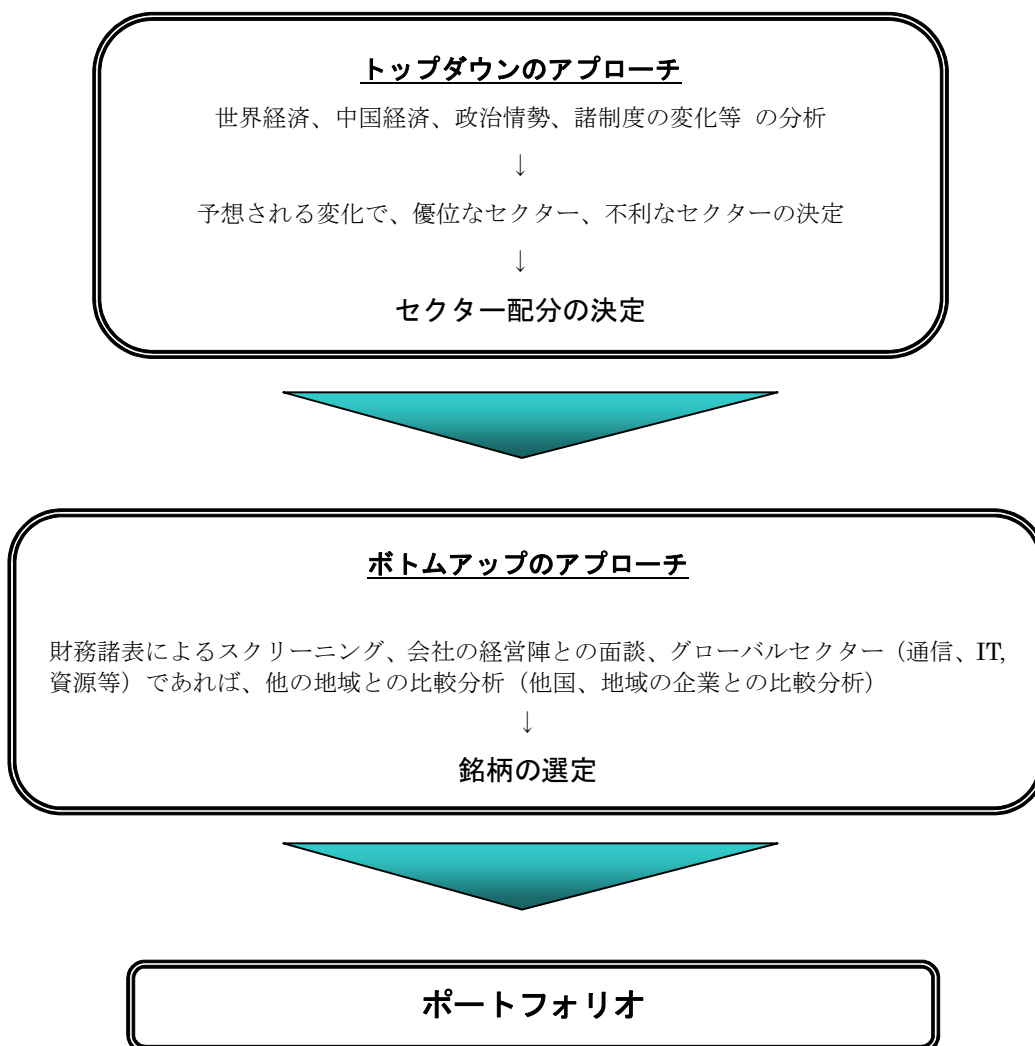 トップダウンのアプローチ
世界経済、中国経済、政治情勢、諸制度の変化等 の分析
↓
予想される変化で、優位なセクター、不利なセクターの決定
↓
セクター配分の決定
ボトムアップのアプローチ
財務諸表によるスクリーニング、会社の経営陣との面談、グローバルセクター（通信、IT,
資源等）であれば、他の地域との比較分析（他国、地域の企業との比較分析）
↓
銘柄の選定
ポートフォリオ